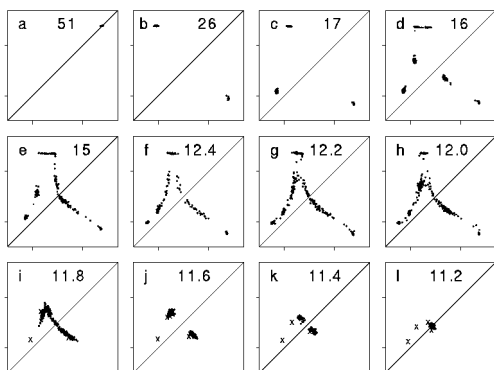 a 51
b 26
c 17
d 16
e 15
f 12.4
g 12.2
h 12.0
i 11.8
x
j 11.6
x
k 11.4
x
x
l 11.2
x
x
x